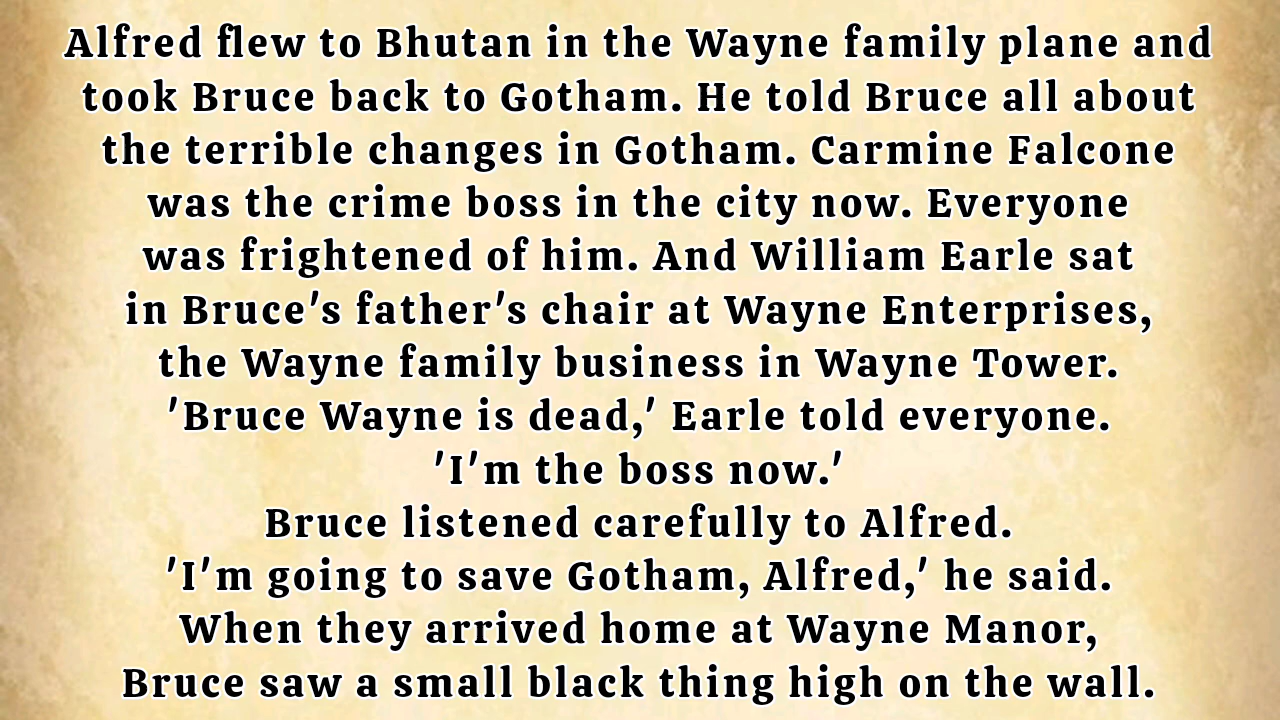 Alfred flew to Bhutan in the Wayne family plane and
took Bruce back to Gotham. He told Bruce all about
the terrible changes in Gotham. Carmine Falcone
was the crime boss in the city now. Everyone
was frightened of him. And William Earle sat
in Bruce's father's chair at Wayne Enterprises,
the Wayne family business in Wayne Tower.
'Bruce Wayne is dead,' Earle told everyone.
'I'm the boss now.'
Bruce listened carefully to Alfred.
'I'm going to save Gotham, Alfred,' he said.
When they arrived home at Wayne Manor,
Bruce saw a small black thing high on the wall.